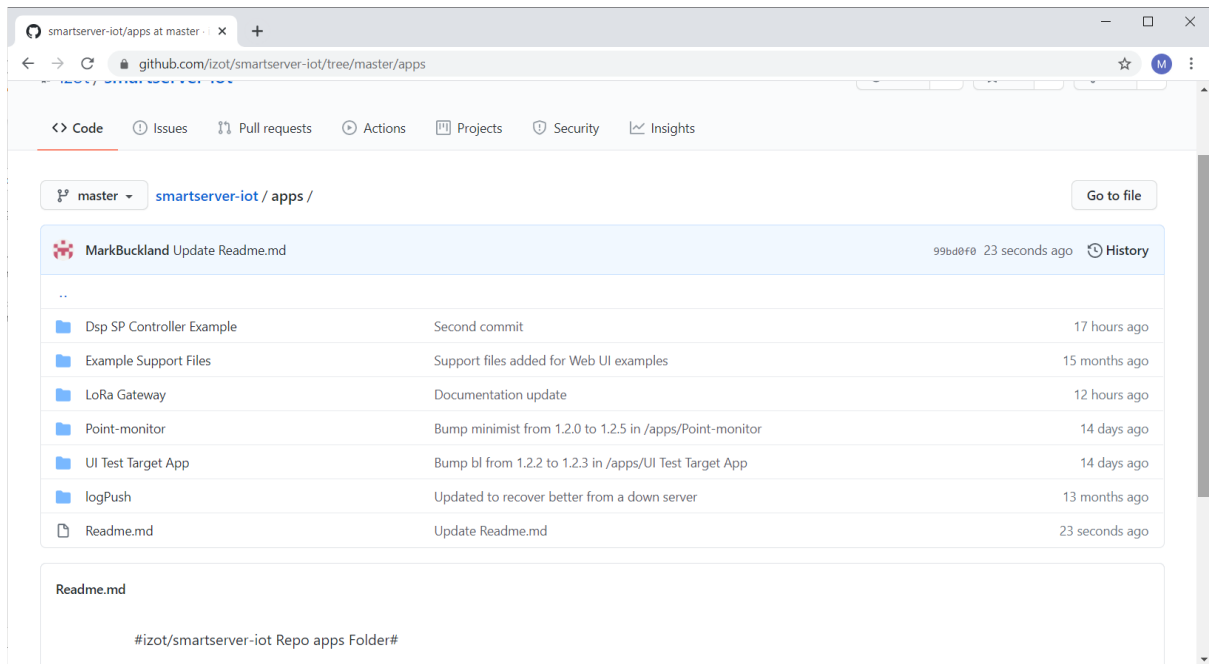 smartserver-iot/apps at master ·
github.com/izot/smartserver-iot/tree/master/apps
M
izot / smartserver-iot
Code Issues Pull requests Actions Projects Security Insights
master smartserver-iot / apps / Go to file
MarkBuckland Update Readme.md 99bd0f0 23 seconds ago History
..
Dsp SP Controller Example Second commit 17 hours ago
Example Support Files Support files added for Web UI examples 15 months ago
LoRa Gateway Documentation update 12 hours ago
Point-monitor Bump minimist from 1.2.0 to 1.2.5 in /apps/Point-monitor 14 days ago
UI Test Target App Bump bl from 1.2.2 to 1.2.3 in /apps/UI Test Target App 14 days ago
logPush Updated to recover better from a down server 13 months ago
Readme.md Update Readme.md 23 seconds ago
Readme.md
#izot/smartserver-iot Repo apps Folder#